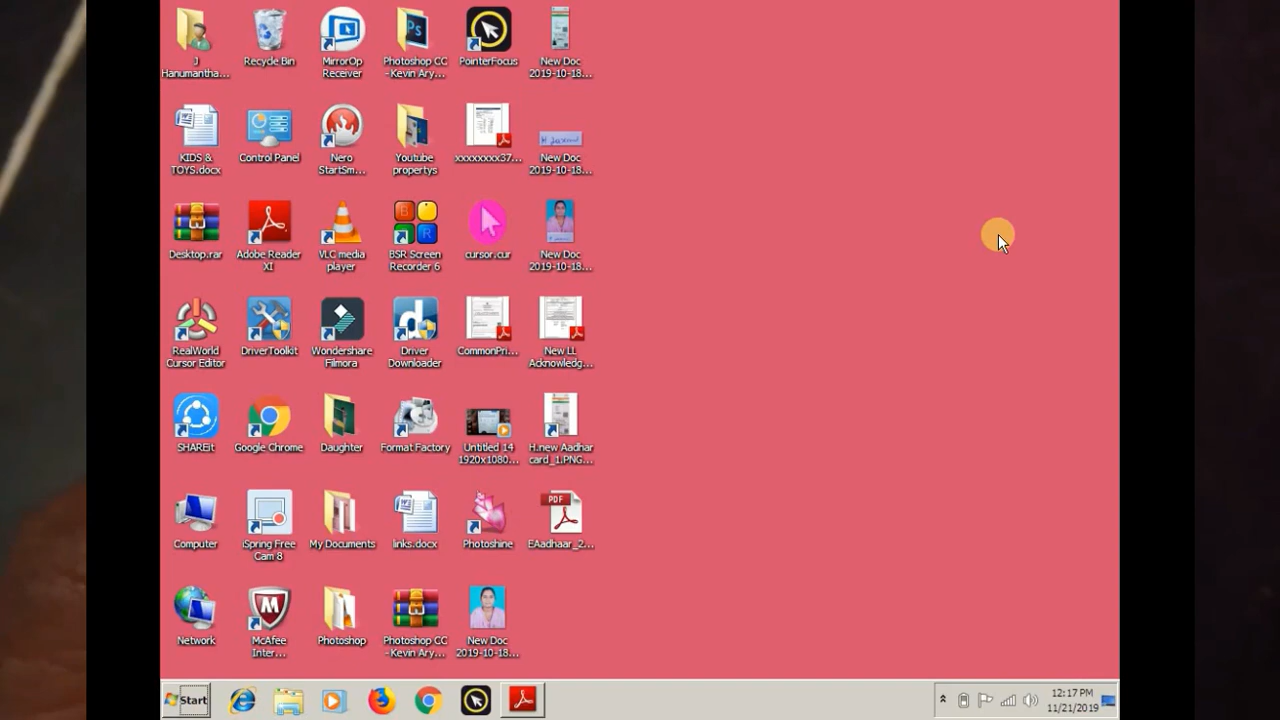 J
Hanumantha...
Recycle Bin
MirrorOp
Receiver
Photoshop CC
- Kevin Ary...
PointerFocus
New Doc
2019-10-18...
KIDS &
TOYS.docx
Control Panel
Nero
StartSm...
Youtube
propertys
xxxxxxxx37...
New Doc
2019-10-18...
Desktop.rar
Adobe Reader
XI
VLC media
player
BSR Screen
Recorder 6
cursor.cur
New Doc
2019-10-18...
RealWorld
Cursor Editor
DriverToolkit
Wondershare
Filmora
Driver
Downloader
CommonPri...
New LL
Acknowledg...
SHAREit
Google Chrome
Daughter
Format Factory
Untitled 14
1920x1080...
H.new Aadhar
card_1.PNG...
Computer
iSpring Free
Cam 8
My Documents
links.docx
Photoshine
PDF
EAadhaar_2...
Network
McAfee
Inter...
Photoshop
Photoshop CC
- Kevin Ary...
New Doc
2019-10-18...
Start
12:17 PM
11/21/2019